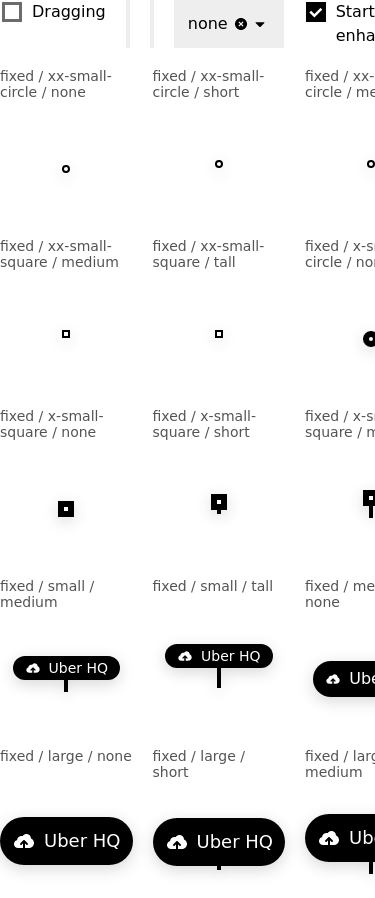 Dragging
none
Start
enha
fixed / xx-small-
circle / none
fixed / xx-small-
circle / short
fixed / xx-
circle / me
fixed / xx-small-
square / medium
fixed / xx-small-
square / tall
fixed / x-s
circle / no
fixed / x-small-
square / none
fixed / x-small-
square / short
fixed / x-s
square / m
fixed / small /
medium
fixed / small / tall
fixed / me
none
Uber HQ
Uber HQ
Ube
fixed / large / none
fixed / large /
short
fixed / larg
medium
Uber HQ
Uber HQ
Ub